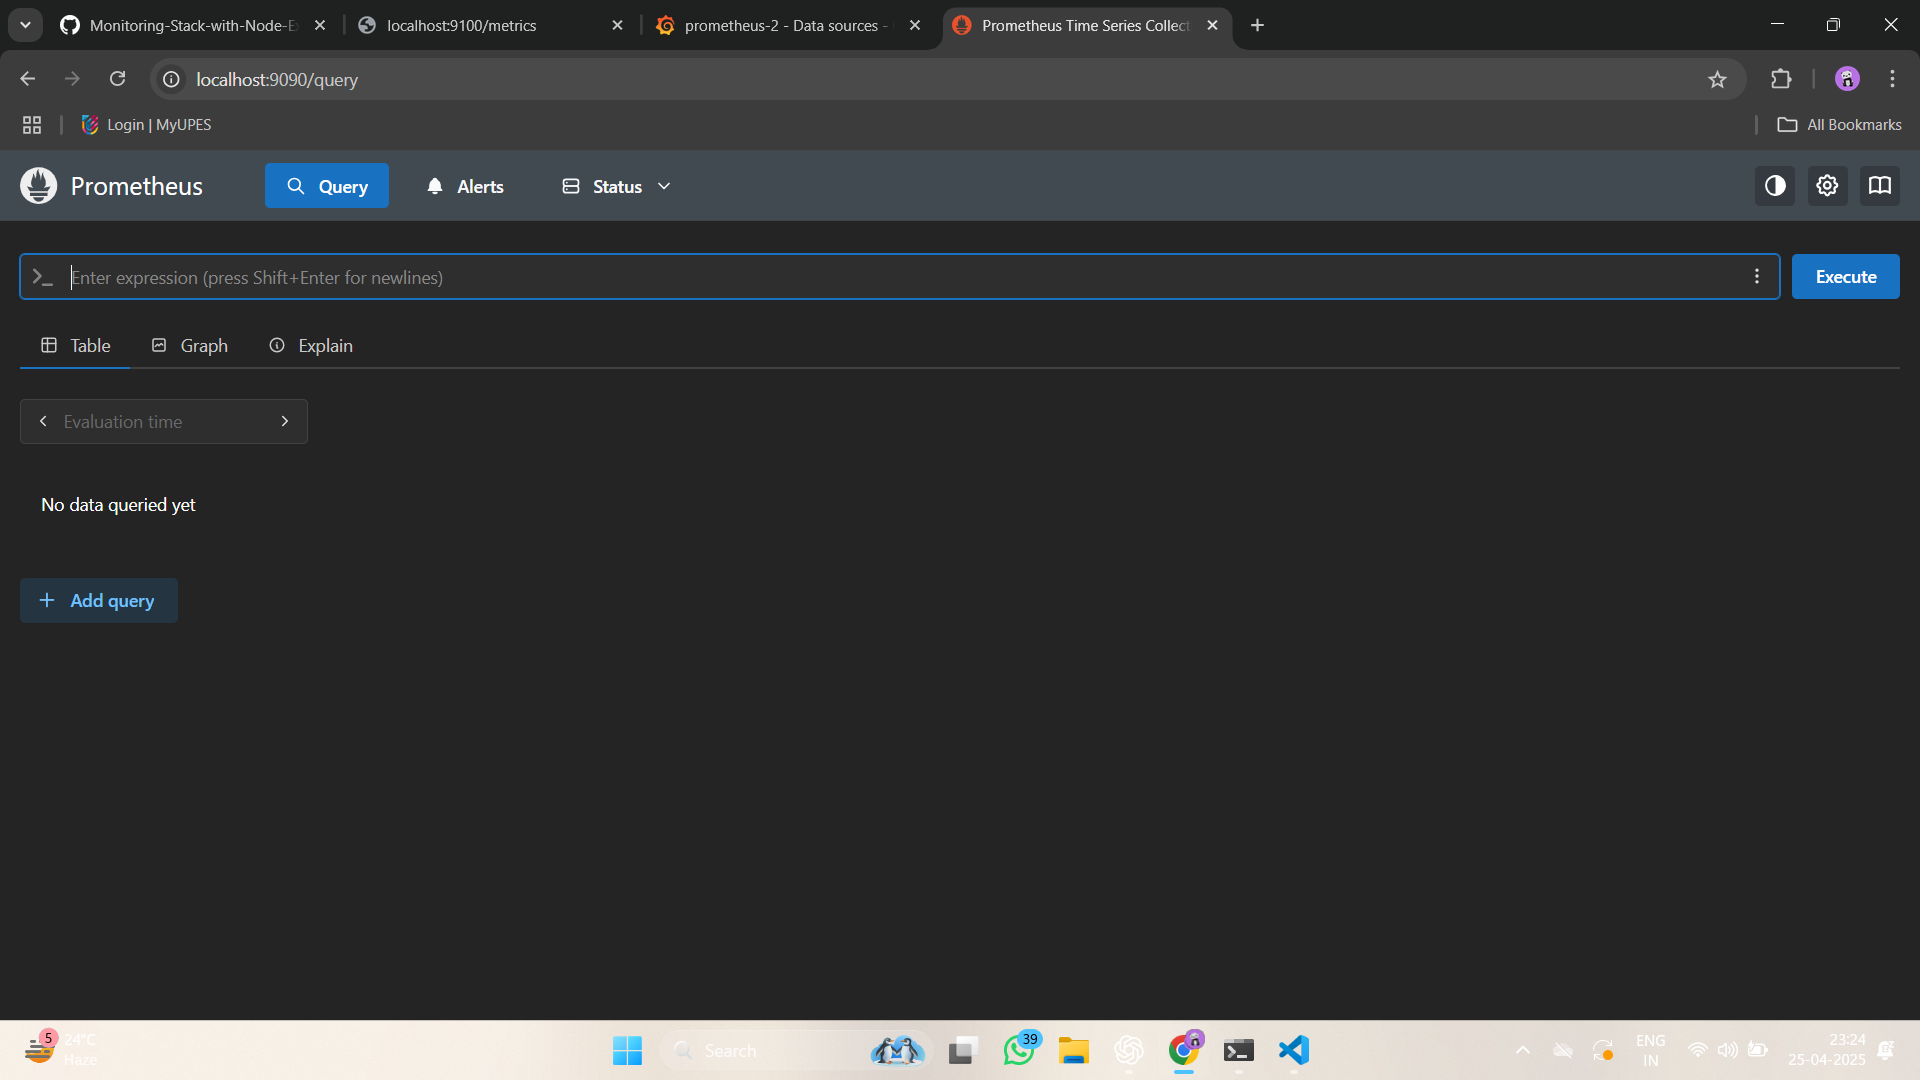 Monitoring-Stack-with-Node-Ex
localhost:9100/metrics
prometheus-2 - Data sources -
Prometheus Time Series Collect
localhost:9090/query
Login | MyUPES
All Bookmarks
Prometheus
Query
Alerts
Status
Enter expression (press Shift+Enter for newlines)
Execute
Table
Graph
Explain
Evaluation time
No data queried yet
Add query
5
24°C
Haze
Search
39
ENG
IN
23:24
25-04-2025